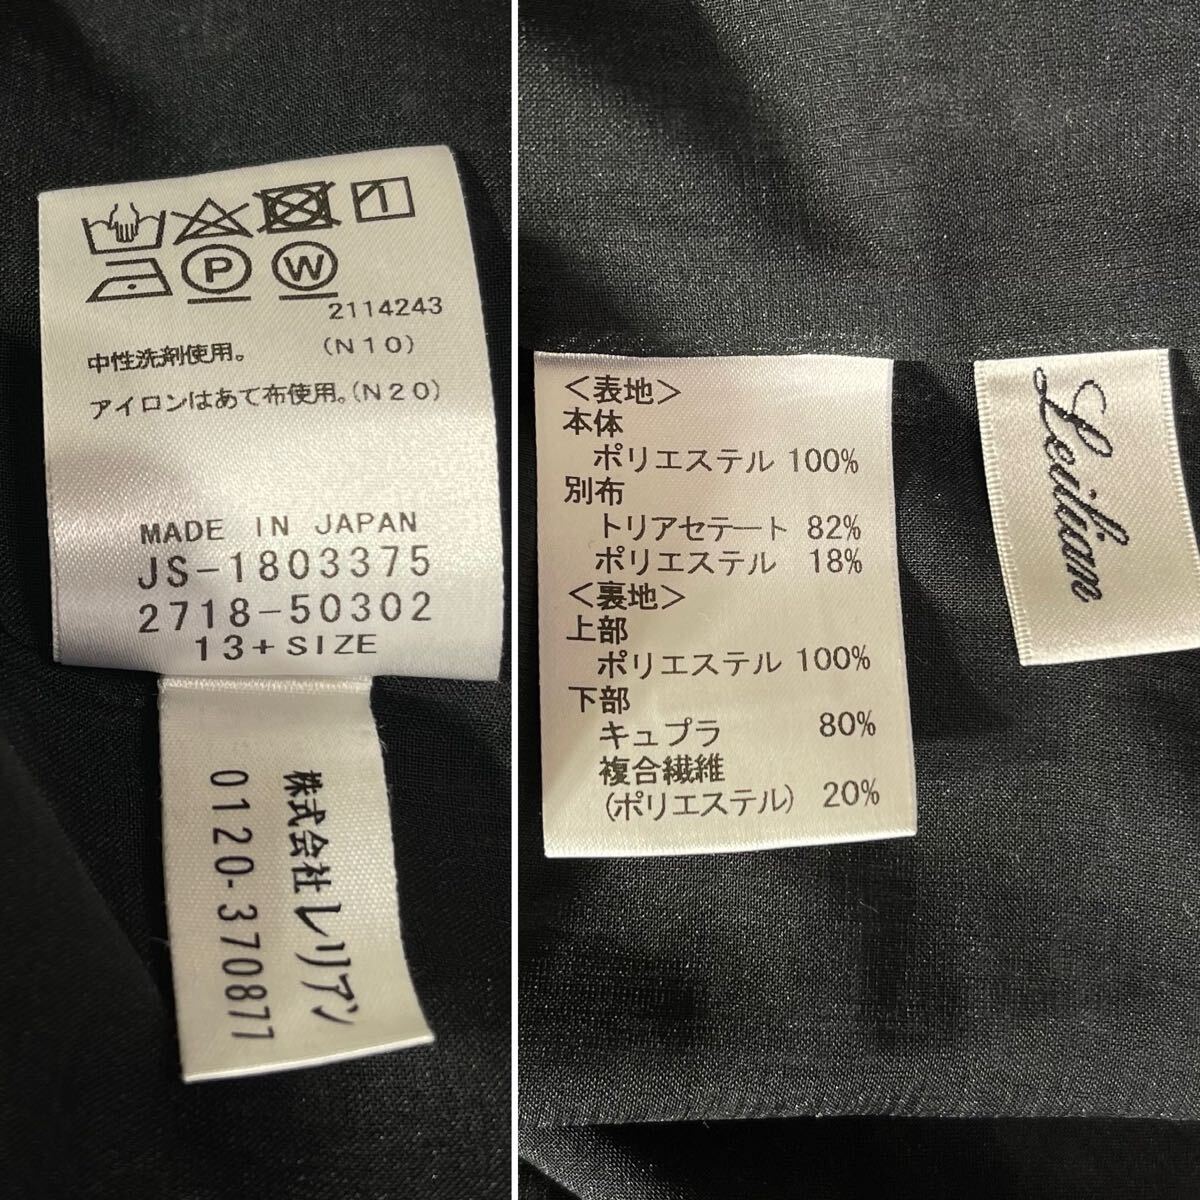 P W
2114243
中性洗剤使用。 (N10)
アイロンはあて布使用。(N20)
MADE IN JAPAN
JS-1803375
2718-50302
13+SIZE
株式会社レリアン
0120-370877
<表地>
本体
ポリエステル 100%
別布
トリアセテート 82%
ポリエステル 18%
<裏地>
上部
ポリエステル 100%
下部
キュプラ 80%
複合繊維
(ポリエステル) 20%
Leilian